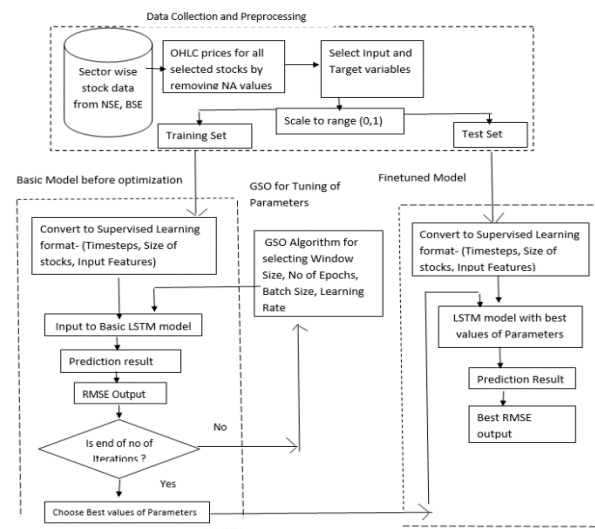 Data Collection and Preprocessing
Sector wise
stock data
from NSE, BSE
OHLC prices for all
selected stocks by
removing NA values
Select Input and
Target variables
Scale to range (0,1)
Training Set
Test Set
Basic Model before optimization
GSO for Tuning of
Parameters
Finetuned Model
Convert to Supervised Learning
format- (Timesteps, Size of
stocks, Input Features)
GSO Algorithm for
selecting Window
Size, No of Epochs,
Batch Size, Learning
Rate
Convert to Supervised Learning
format- (Timesteps, Size of
stocks, Input Features)
Input to Basic LSTM model
LSTM model with best
values of Parameters
Prediction result
Prediction Result
RMSE Output
Best RMSE
output
Is end of no of
Iterations ?
No
Yes
Choose Best values of Parameters